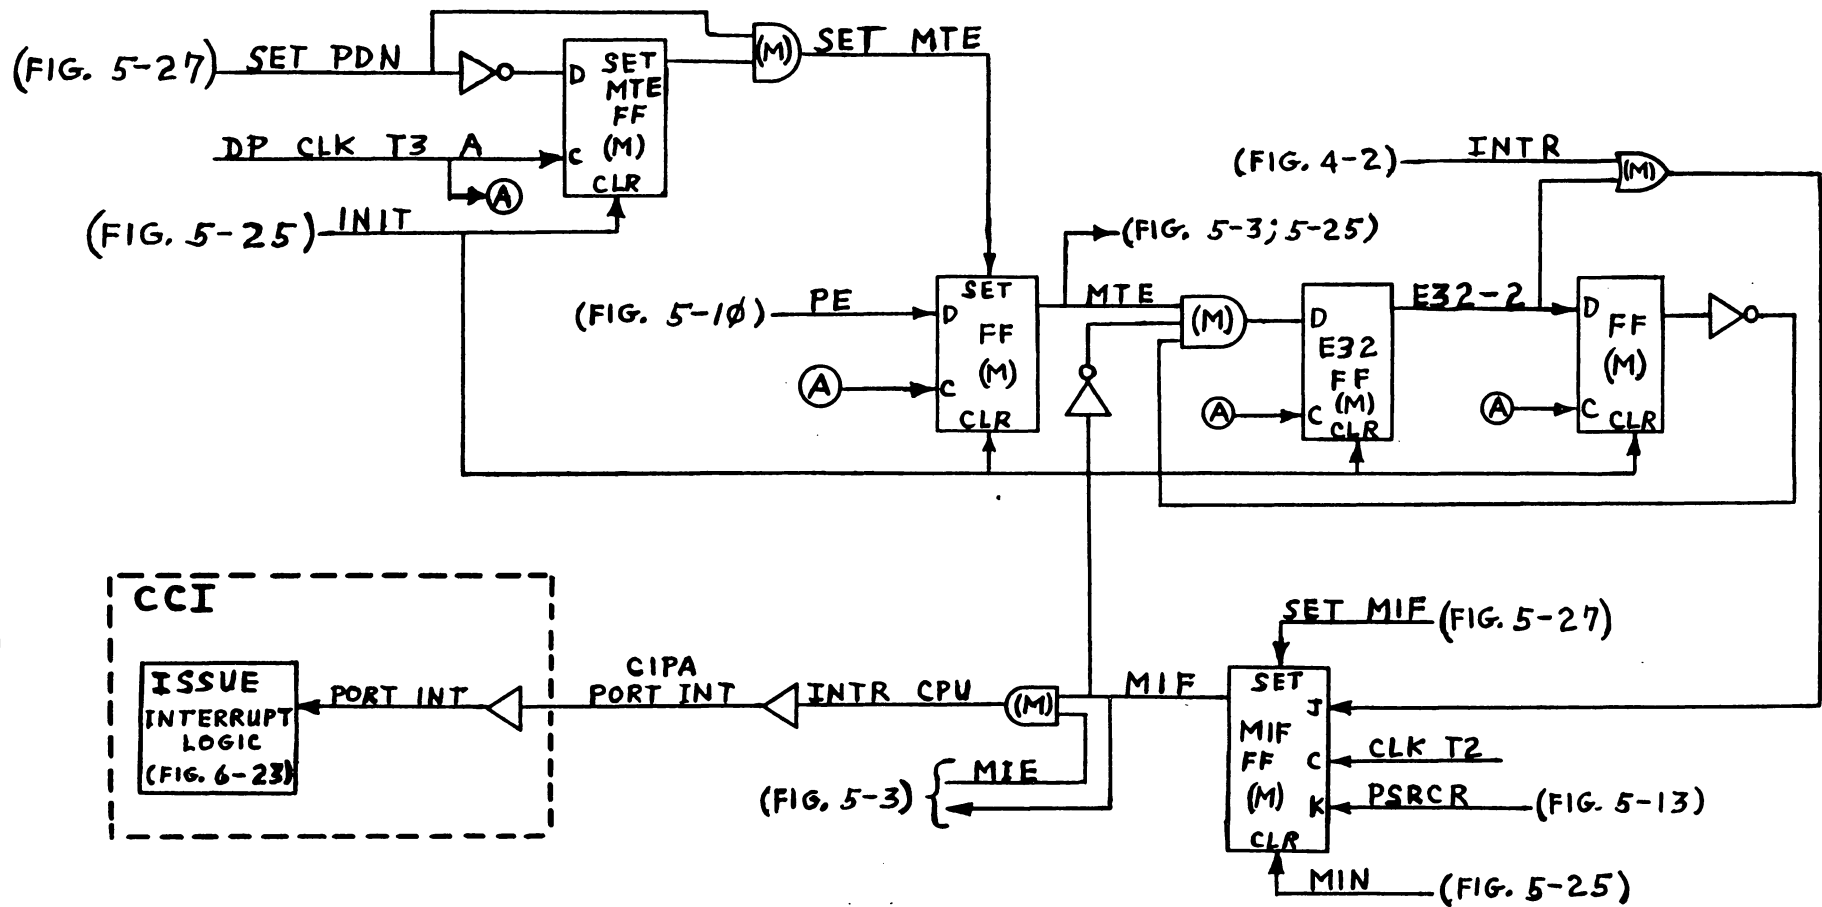 (FIG. 5-27) SET PDN
D SET MTE FF (M) C CLR
(M) SET MTE
DP CLK T3 A
A
(FIG. 5-25) INIT
(FIG. 4-2) INTR
(M)
(FIG. 5-3; 5-25)
(FIG. 5-1Ø) PE
SET D FF (M) C CLR
A
MTE
(M)
D E32 FF (M) C CLR
A
E32-2
D FF (M) C CLR
A
CCI
ISSUE
INTERRUPT
LOGIC
(FIG. 6-23)
PORT INT
CIPA
PORT INT
INTR CPU
(M)
MIF
(FIG. 5-3) MIE
SET MIF (FIG. 5-27)
SET J MIF FF C (M) K CLR
CLK T2
PSRCR (FIG. 5-13)
MIN (FIG. 5-25)